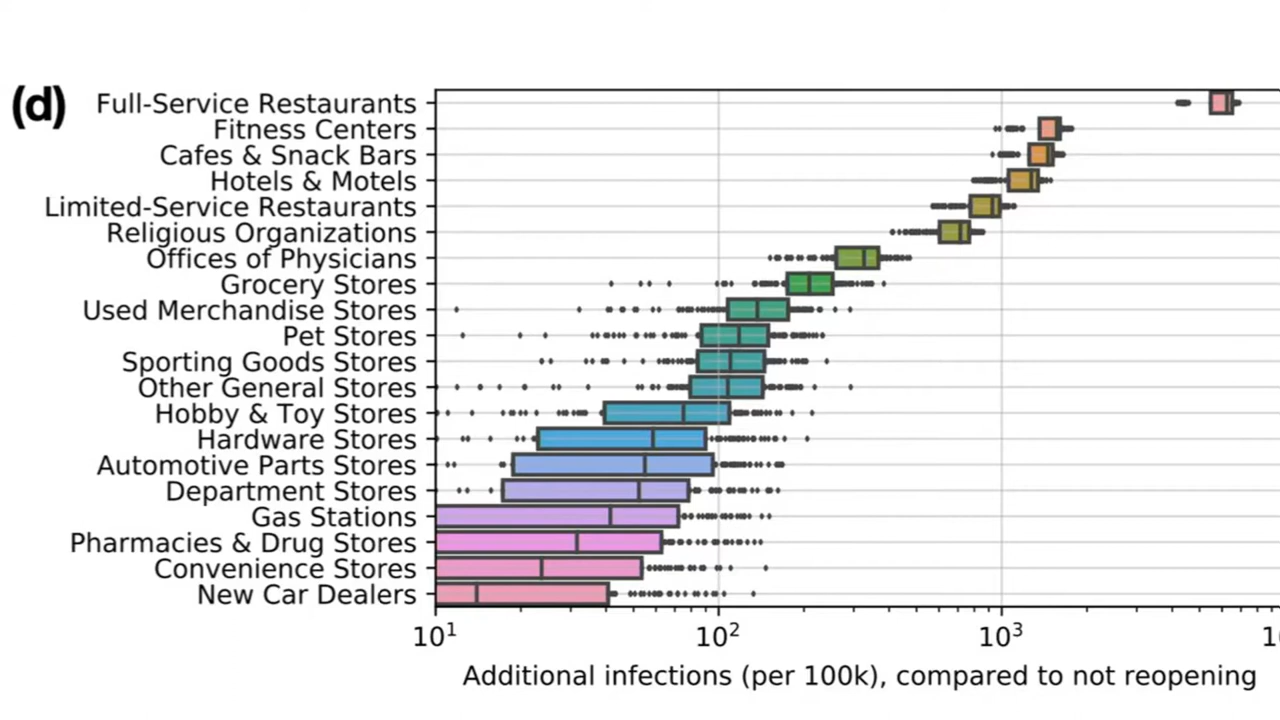 (d)
Full-Service Restaurants
Fitness Centers
Cafes & Snack Bars
Hotels & Motels
Limited-Service Restaurants
Religious Organizations
Offices of Physicians
Grocery Stores
Used Merchandise Stores
Pet Stores
Sporting Goods Stores
Other General Stores
Hobby & Toy Stores
Hardware Stores
Automotive Parts Stores
Department Stores
Gas Stations
Pharmacies & Drug Stores
Convenience Stores
New Car Dealers
10¹ 10² 10³
Additional infections (per 100k), compared to not reopening